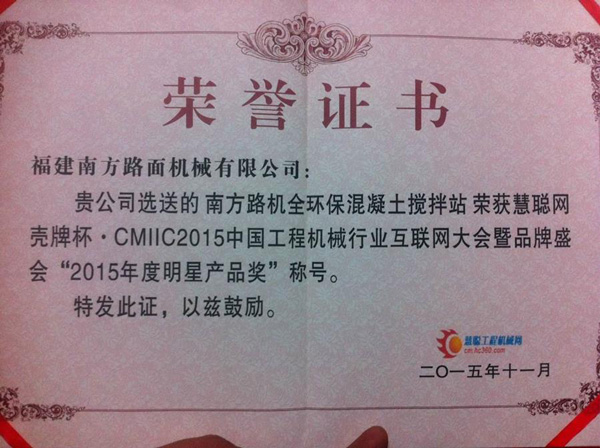 荣誉证书
福建南方路面机械有限公司：
贵公司选送的 南方路机全环保混凝土搅拌站 荣获慧聪网
壳牌杯·CMIIC2015中国工程机械行业互联网大会暨品牌盛
会“2015年度明星产品奖”称号。
特发此证，以兹鼓励。
慧聪工程机械网
cm.hc360.com
二〇一五年十一月